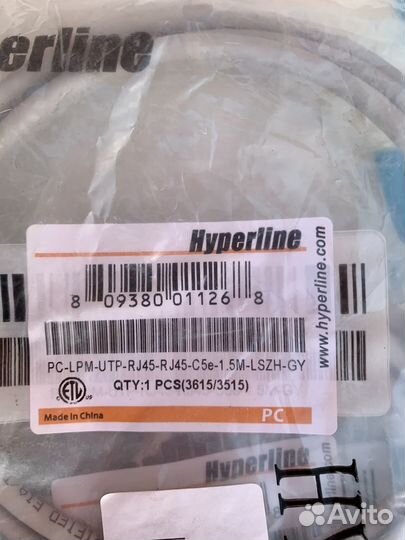 Hyperline
Hyperline
8 09380 01126 8
www.hyperline.com
PC-LPM-UTP-RJ45-RJ45-C5e-1.5M-LSZH-GY
QTY:1 PCS(3615/3515)
ETL
Made in China
PC
Avito